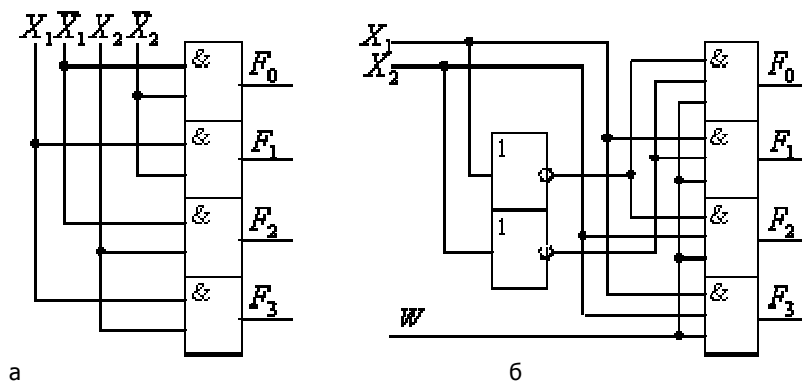 X₁ X̅₁ X₂ X̅₂
& F₀
& F₁
& F₂
& F₃
а
X₁
X₂
1
1
W
& F₀
& F₁
& F₂
& F₃
б